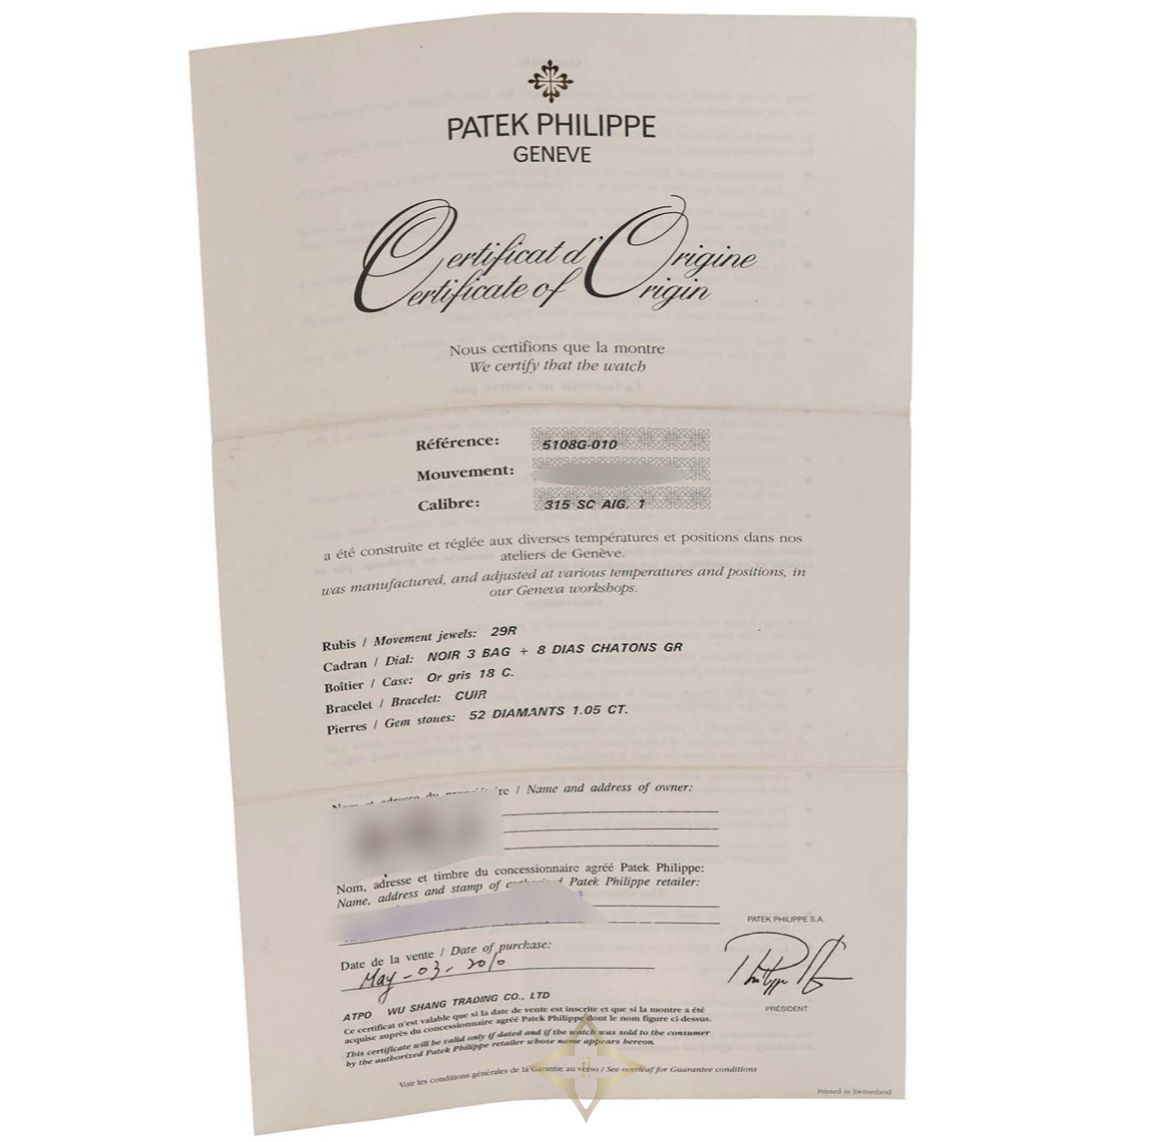 PATEK PHILIPPE
GENEVE
Certificat d'Origine
Certificate of Origin
Nous certifions que la montre
We certify that the watch
Référence: 5108G-010
Mouvement:
Calibre: 315 SC AIG. 1
a été construite et réglée aux diverses températures et positions dans nos
ateliers de Genève.
was manufactured, and adjusted at various temperatures and positions, in
our Geneva workshops.
Rubis / Movement jewels: 29R
Cadran / Dial: NOIR 3 BAG + 8 DIAS CHATONS GR
Boîtier / Case: Or gris 18 C.
Bracelet / Bracelet: CUIR
Pierres / Gem stones: 52 DIAMANTS 1.05 CT.
/ Name and address of owner:
Nom, adresse et timbre du concessionnaire agréé Patek Philippe:
Name, address and stamp of authorized Patek Philippe retailer:
Date de la vente / Date of purchase:
May - 03 - 2010
ATPO WU SHANG TRADING CO., LTD
Ce certificat n'est valable que si la date de vente est inscrite et que si la montre a été
acquise auprès du concessionnaire agréé Patek Philippe dont le nom figure ci-dessus.
This certificate will be valid only if dated and if the watch was sold to the consumer
by the authorized Patek Philippe retailer whose name appears hereon.
PATEK PHILIPPE S.A.
PRÉSIDENT
Voir les conditions générales de la Garantie au verso / See overleaf for Guarantee conditions
Printed in Switzerland